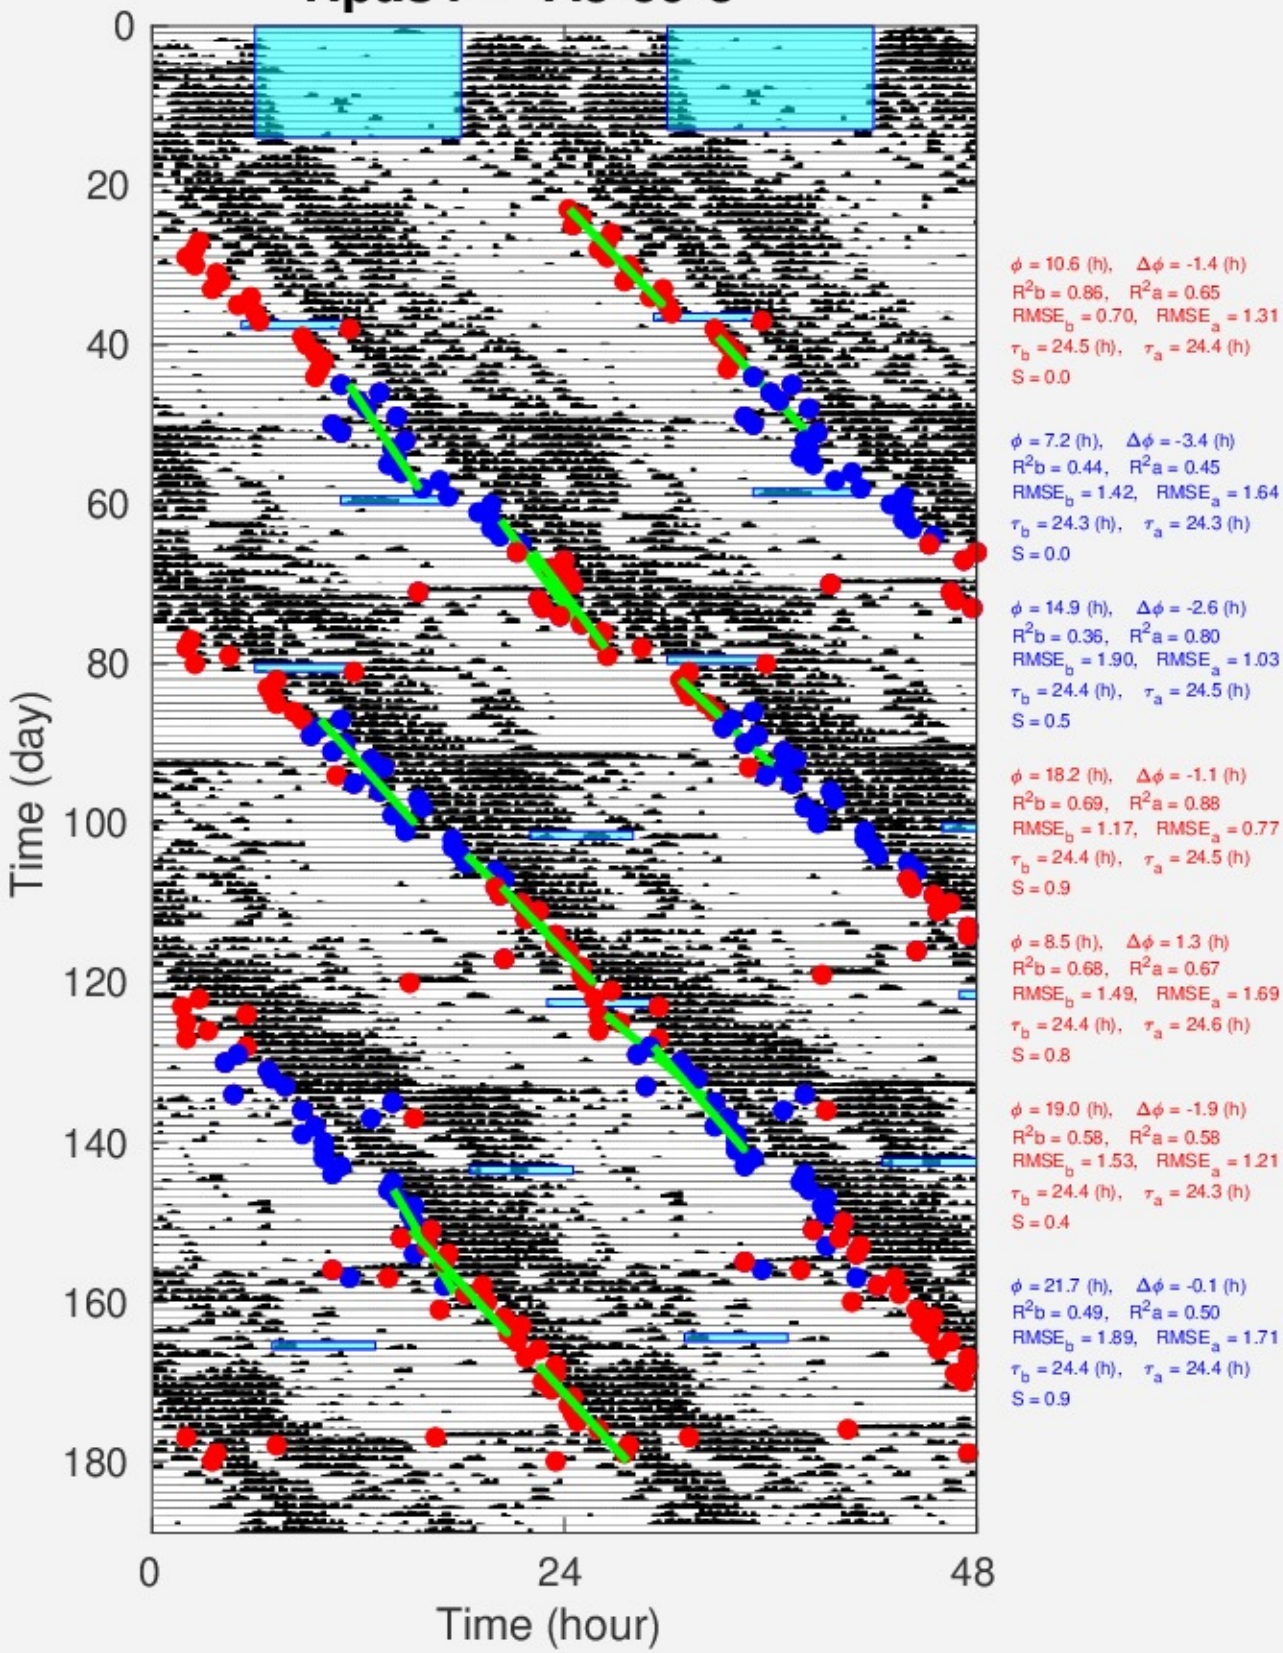 0
20
40
60
80
100
120
140
160
180
Time (day)
0 24 48
Time (hour)
ϕ = 10.6 (h), Δϕ = -1.4 (h)
R²b = 0.86, R²a = 0.65
RMSE_b = 0.70, RMSE_a = 1.31
τ_b = 24.5 (h), τ_a = 24.4 (h)
S = 0.0
ϕ = 7.2 (h), Δϕ = -3.4 (h)
R²b = 0.44, R²a = 0.45
RMSE_b = 1.42, RMSE_a = 1.64
τ_b = 24.3 (h), τ_a = 24.3 (h)
S = 0.0
ϕ = 14.9 (h), Δϕ = -2.6 (h)
R²b = 0.36, R²a = 0.80
RMSE_b = 1.90, RMSE_a = 1.03
τ_b = 24.4 (h), τ_a = 24.5 (h)
S = 0.5
ϕ = 18.2 (h), Δϕ = -1.1 (h)
R²b = 0.69, R²a = 0.88
RMSE_b = 1.17, RMSE_a = 0.77
τ_b = 24.4 (h), τ_a = 24.5 (h)
S = 0.9
ϕ = 8.5 (h), Δϕ = 1.3 (h)
R²b = 0.68, R²a = 0.67
RMSE_b = 1.49, RMSE_a = 1.69
τ_b = 24.4 (h), τ_a = 24.6 (h)
S = 0.8
ϕ = 19.0 (h), Δϕ = -1.9 (h)
R²b = 0.58, R²a = 0.58
RMSE_b = 1.53, RMSE_a = 1.21
τ_b = 24.4 (h), τ_a = 24.3 (h)
S = 0.4
ϕ = 21.7 (h), Δϕ = -0.1 (h)
R²b = 0.49, R²a = 0.50
RMSE_b = 1.89, RMSE_a = 1.71
τ_b = 24.4 (h), τ_a = 24.4 (h)
S = 0.9